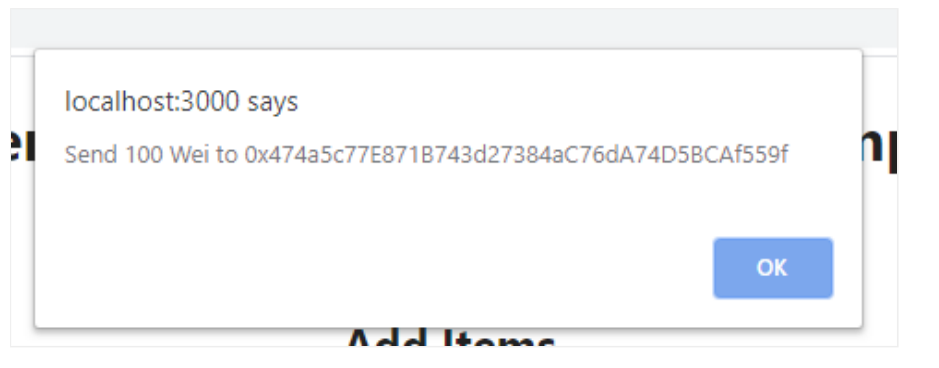 localhost:3000 says
Send 100 Wei to 0x474a5c77E871B743d27384aC76dA74D5BCAf559f
OK
Add Items